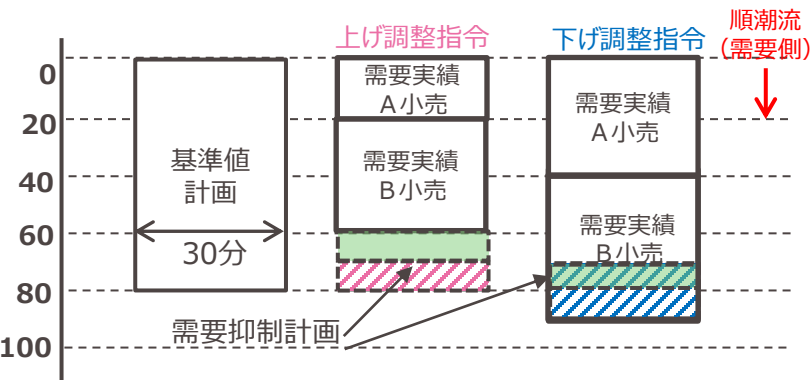 上げ調整指令
下げ調整指令
順潮流
（需要側）
0
20
40
60
80
100
基準値
計画
30分
需要実績
A小売
需要実績
B小売
需要実績
A小売
需要実績
B小売
需要抑制計画